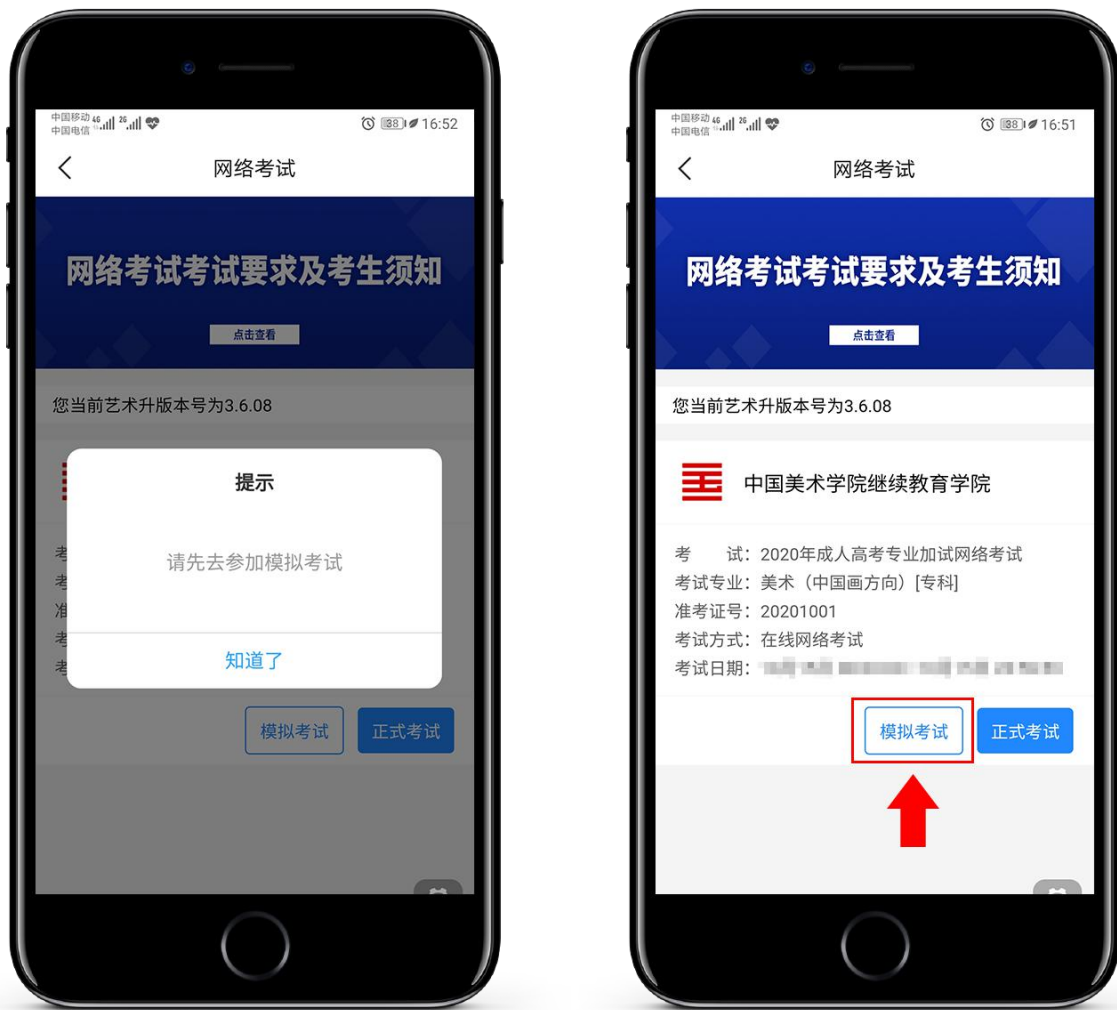 中国移动 46 26
中国电信
38 16:52
网络考试
网络考试考试要求及考生须知
点击查看
您当前艺术升版本号为3.6.08
提示
考
请先去参加模拟考试
考
准
考
知道了
考
模拟考试
正式考试
中国移动 46 26
中国电信
38 16:51
网络考试
网络考试考试要求及考生须知
点击查看
您当前艺术升版本号为3.6.08
中国美术学院继续教育学院
考 试：2020年成人高考专业加试网络考试
考试专业：美术（中国画方向）[专科]
准考证号：20201001
考试方式：在线网络考试
考试日期：
模拟考试
正式考试